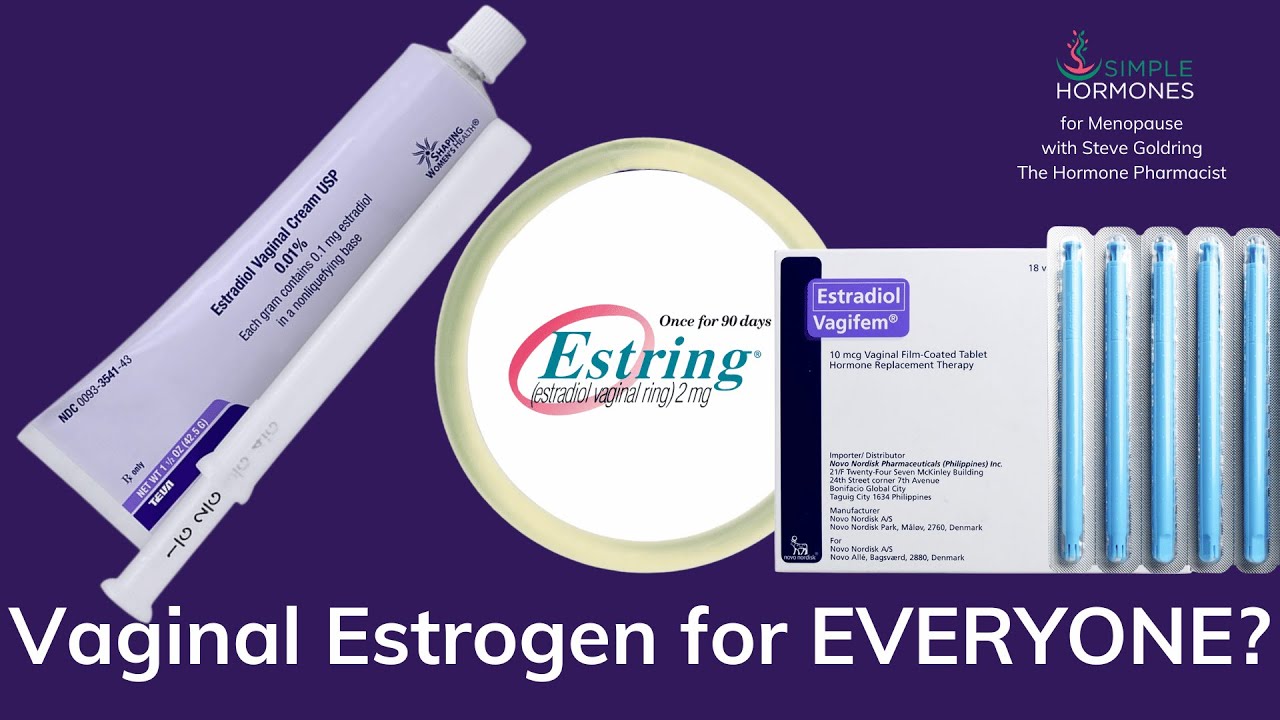 SIMPLE
HORMONES
for Menopause
with Steve Goldring
The Hormone Pharmacist
SHAPING
WOMEN'S HEALTH®
Estradiol Vaginal Cream USP
0.01%
Each gram contains 0.1 mg estradiol
in a nonliquefying base
NDC 0093-3541-43
Rx only
NET WT 1 ½ OZ (42.5 G)
TEVA
1g 2g 3g 4g
Once for 90 days
Estring®
(estradiol vaginal ring) 2 mg
18 v
Estradiol
Vagifem®
10 mcg Vaginal Film-Coated Tablet
Hormone Replacement Therapy
Importer/ Distributor
Novo Nordisk Pharmaceuticals (Philippines) Inc.
21/F Twenty-Four Seven McKinley Building
24th Street corner 7th Avenue
Bonifacio Global City
Taguig City 1634 Philippines
Manufacturer
Novo Nordisk A/S
Novo Nordisk Park, Måløv, 2760, Denmark
For
Novo Nordisk A/S
Novo Allé, Bagsværd, 2880, Denmark
novo nordisk®
Vaginal Estrogen for EVERYONE?